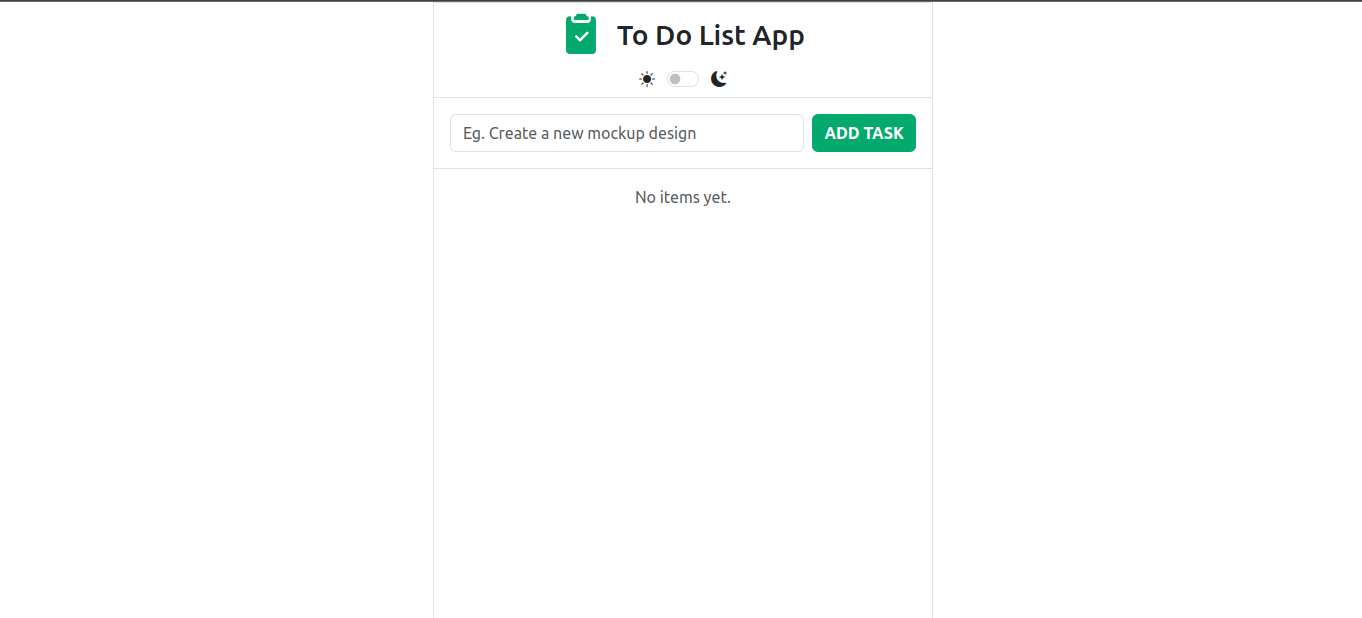 To Do List App
Eg. Create a new mockup design
ADD TASK
No items yet.